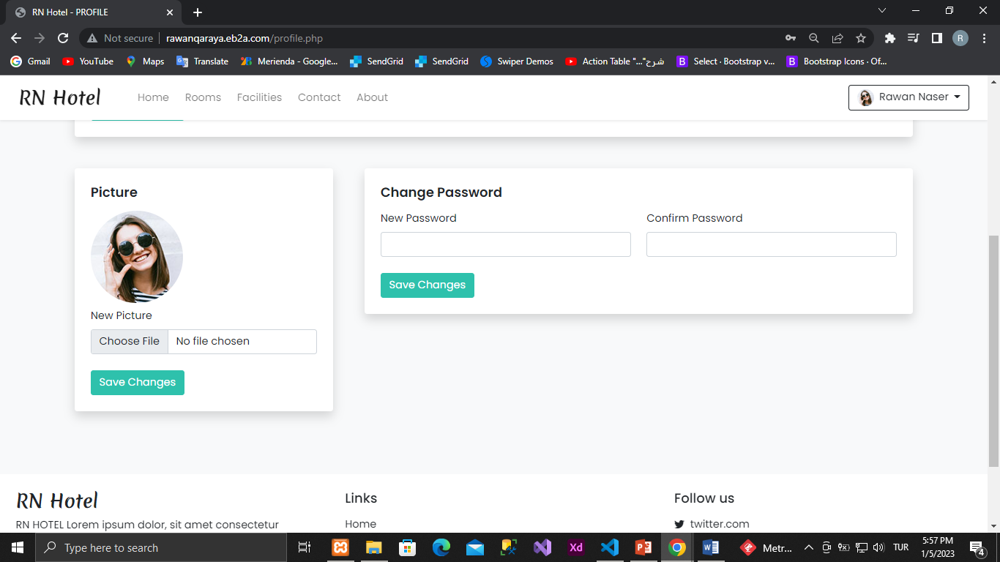 RN Hotel - PROFILE
Not secure rawanqaraya.eb2a.com/profile.php
Gmail YouTube Maps Translate Merienda - Google... SendGrid SendGrid Swiper Demos Action Table "..."شرح Select · Bootstrap v... Bootstrap Icons · Of...
R
RN Hotel Home Rooms Facilities Contact About Rawan Naser
Picture
New Picture
Choose File No file chosen
Save Changes
Change Password
New Password Confirm Password
Save Changes
RN Hotel
RN HOTEL Lorem ipsum dolor, sit amet consectetur
Links
Home
Follow us
twitter.com
Type here to search
Xd
Metr...
TUR
5:57 PM
1/5/2023
4